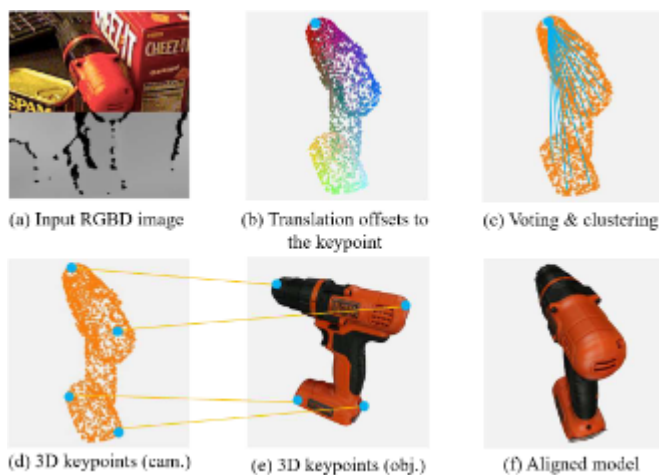 CHEEZ-IT
CHEEZ-IT
SPAM
(a) Input RGBD image
(b) Translation offsets to
the keypoint
(c) Voting & clustering
(d) 3D keypoints (cam.)
(e) 3D keypoints (obj.)
(f) Aligned model